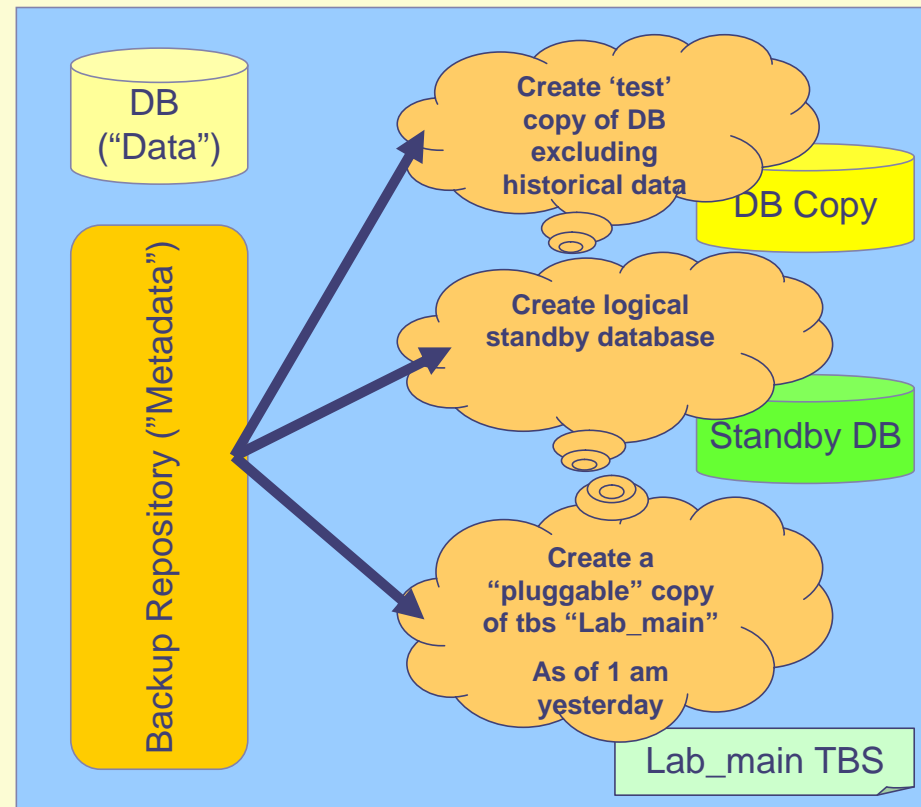 DB
(“Data”)
Backup Repository (”Metadata”)
Create ‘test’
copy of DB
excluding
historical data
DB Copy
Create logical
standby database
Standby DB
Create a
“pluggable” copy
of tbs “Lab_main”
As of 1 am
yesterday
Lab_main TBS